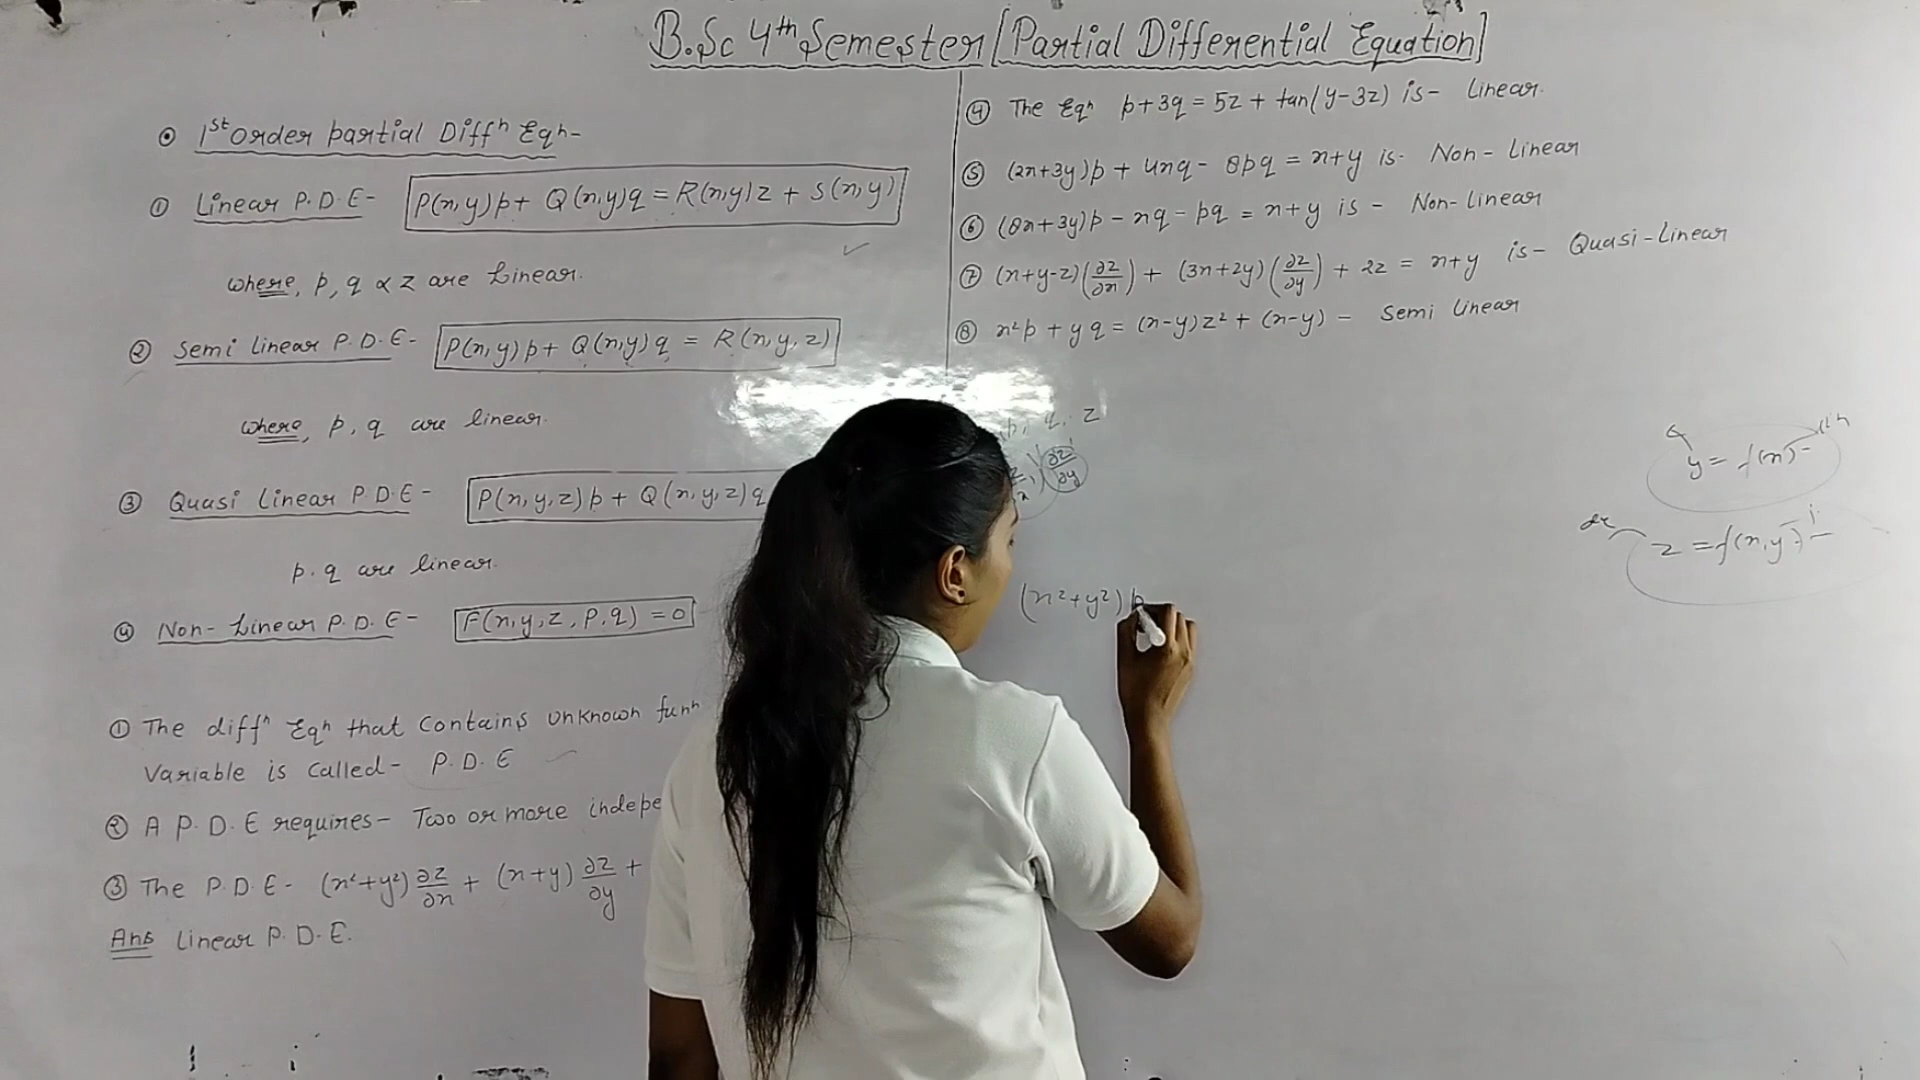 B.Sc 4th Semester [Partial Differential Equation]
1st Order partial Diffn Eqn-
① Linear P.D.E- P(x,y)p + Q(x,y)q = R(x,y)z + S(x,y)
where, p, q & z are Linear.
② Semi Linear P.D.E- P(x,y)p + Q(x,y)q = R(x,y,z)
where, p, q are linear.
③ Quasi Linear P.D.E- P(x,y,z)p + Q(x,y,z)q
p.q are linear.
④ Non-Linear P.D.E- F(x,y,z,p,q) = 0
① The diffn Eqn that contains unknown funn
Variable is called- P.D.E
② A P.D.E requires- Two or more
③ The P.D.E- (x²+y²) ∂z/∂x + (x+y) ∂z/∂y +
Ans Linear P.D.E.
④ The Eqn p+3q = 5z + tan(y-3z) is- Linear.
⑤ (2x+3y)p + 4xq - 8pq = x+y is- Non-Linear
⑥ (8x+3y)p - xq - pq = x+y is- Non-linear
⑦ (x+y-z)(∂z/∂x) + (3x+2y)(∂z/∂y) + 2z = x+y is- Quasi-Linear
⑧ x²p + yq = (x-y)z² + (x-y) - Semi Linear
p, q, z
∂z/∂y
(x²+y²)p
y = f(x)
z = f(x,y)